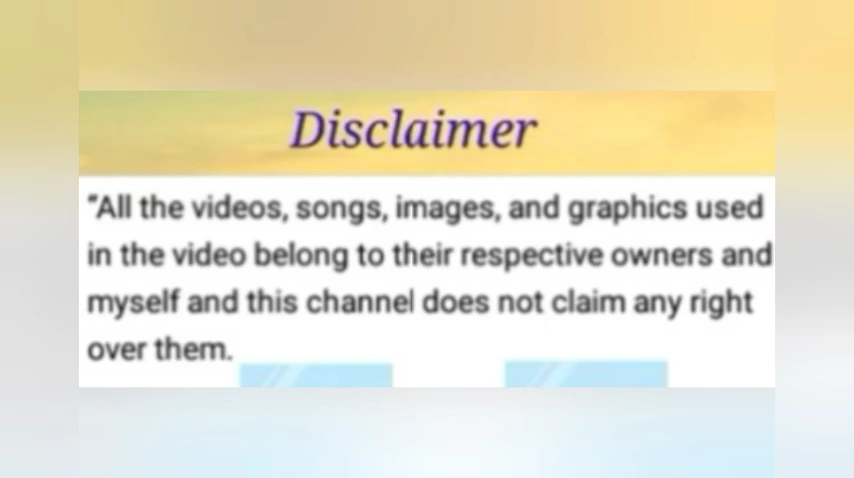 Disclaimer
"All the videos, songs, images, and graphics used
in the video belong to their respective owners and
myself and this channel does not claim any right
over them.